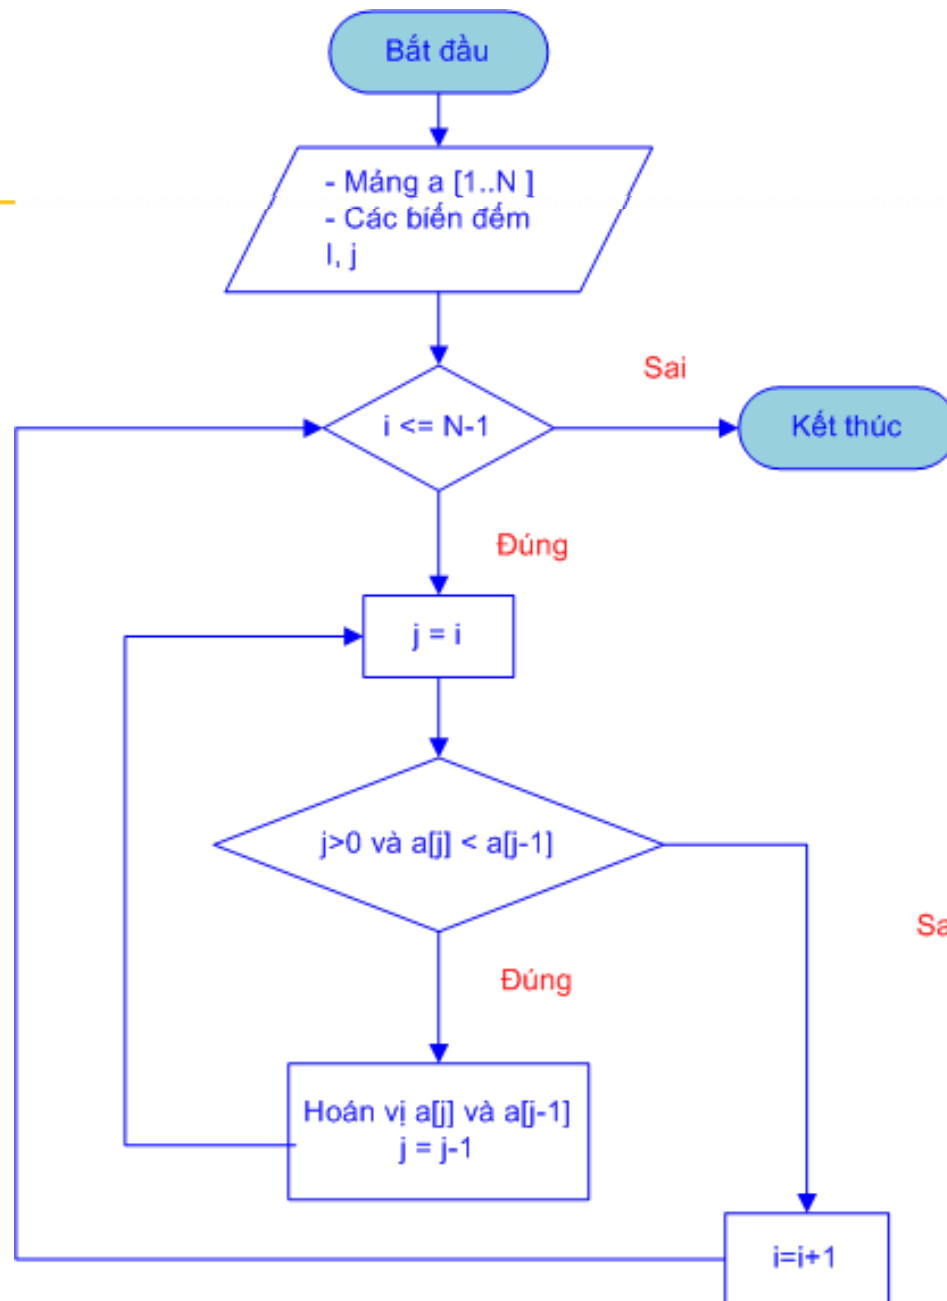 Bắt đầu
- Mảng a [1..N ]
- Các biến đếm
I, j
Sai
i <= N-1
Kết thúc
Đúng
j = i
j>0 và a[j] < a[j-1]
Sa
Đúng
Hoán vị a[j] và a[j-1]
j = j-1
i=i+1